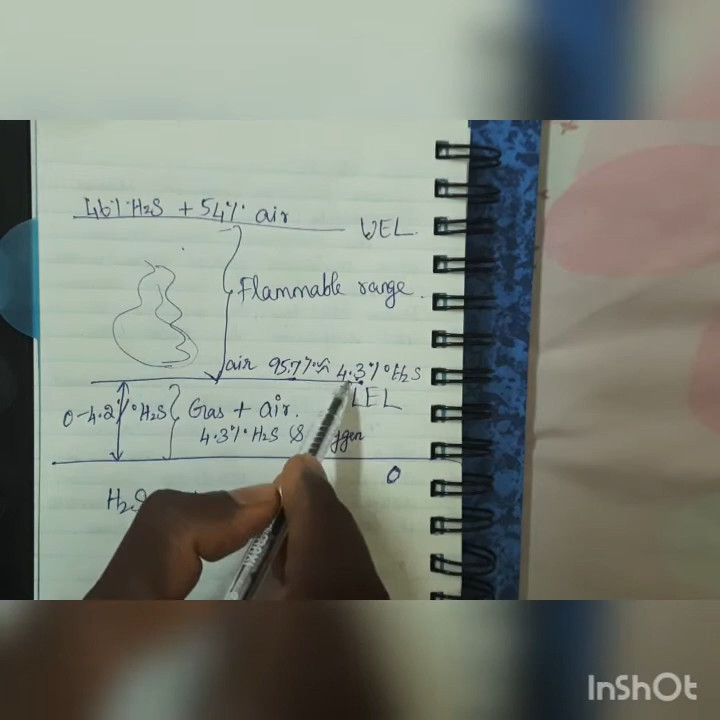 46% H₂S + 54% air
UEL.
Flammable range.
air 95.7% 4.3% H₂S
LEL
0-4.2% H₂S
Gas + air.
4.3% H₂S
0
H₂S
InShOt